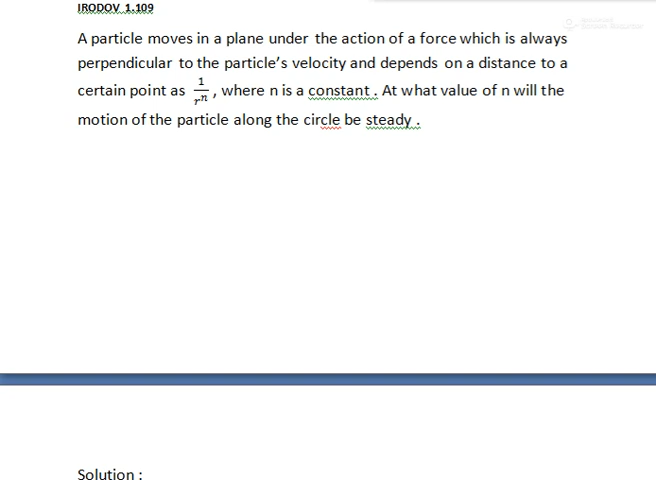 IRODOV 1.109
A particle moves in a plane under the action of a force which is always
perpendicular to the particle’s velocity and depends on a distance to a
certain point as 1/rⁿ , where n is a constant . At what value of n will the
motion of the particle along the circle be steady .
Solution :